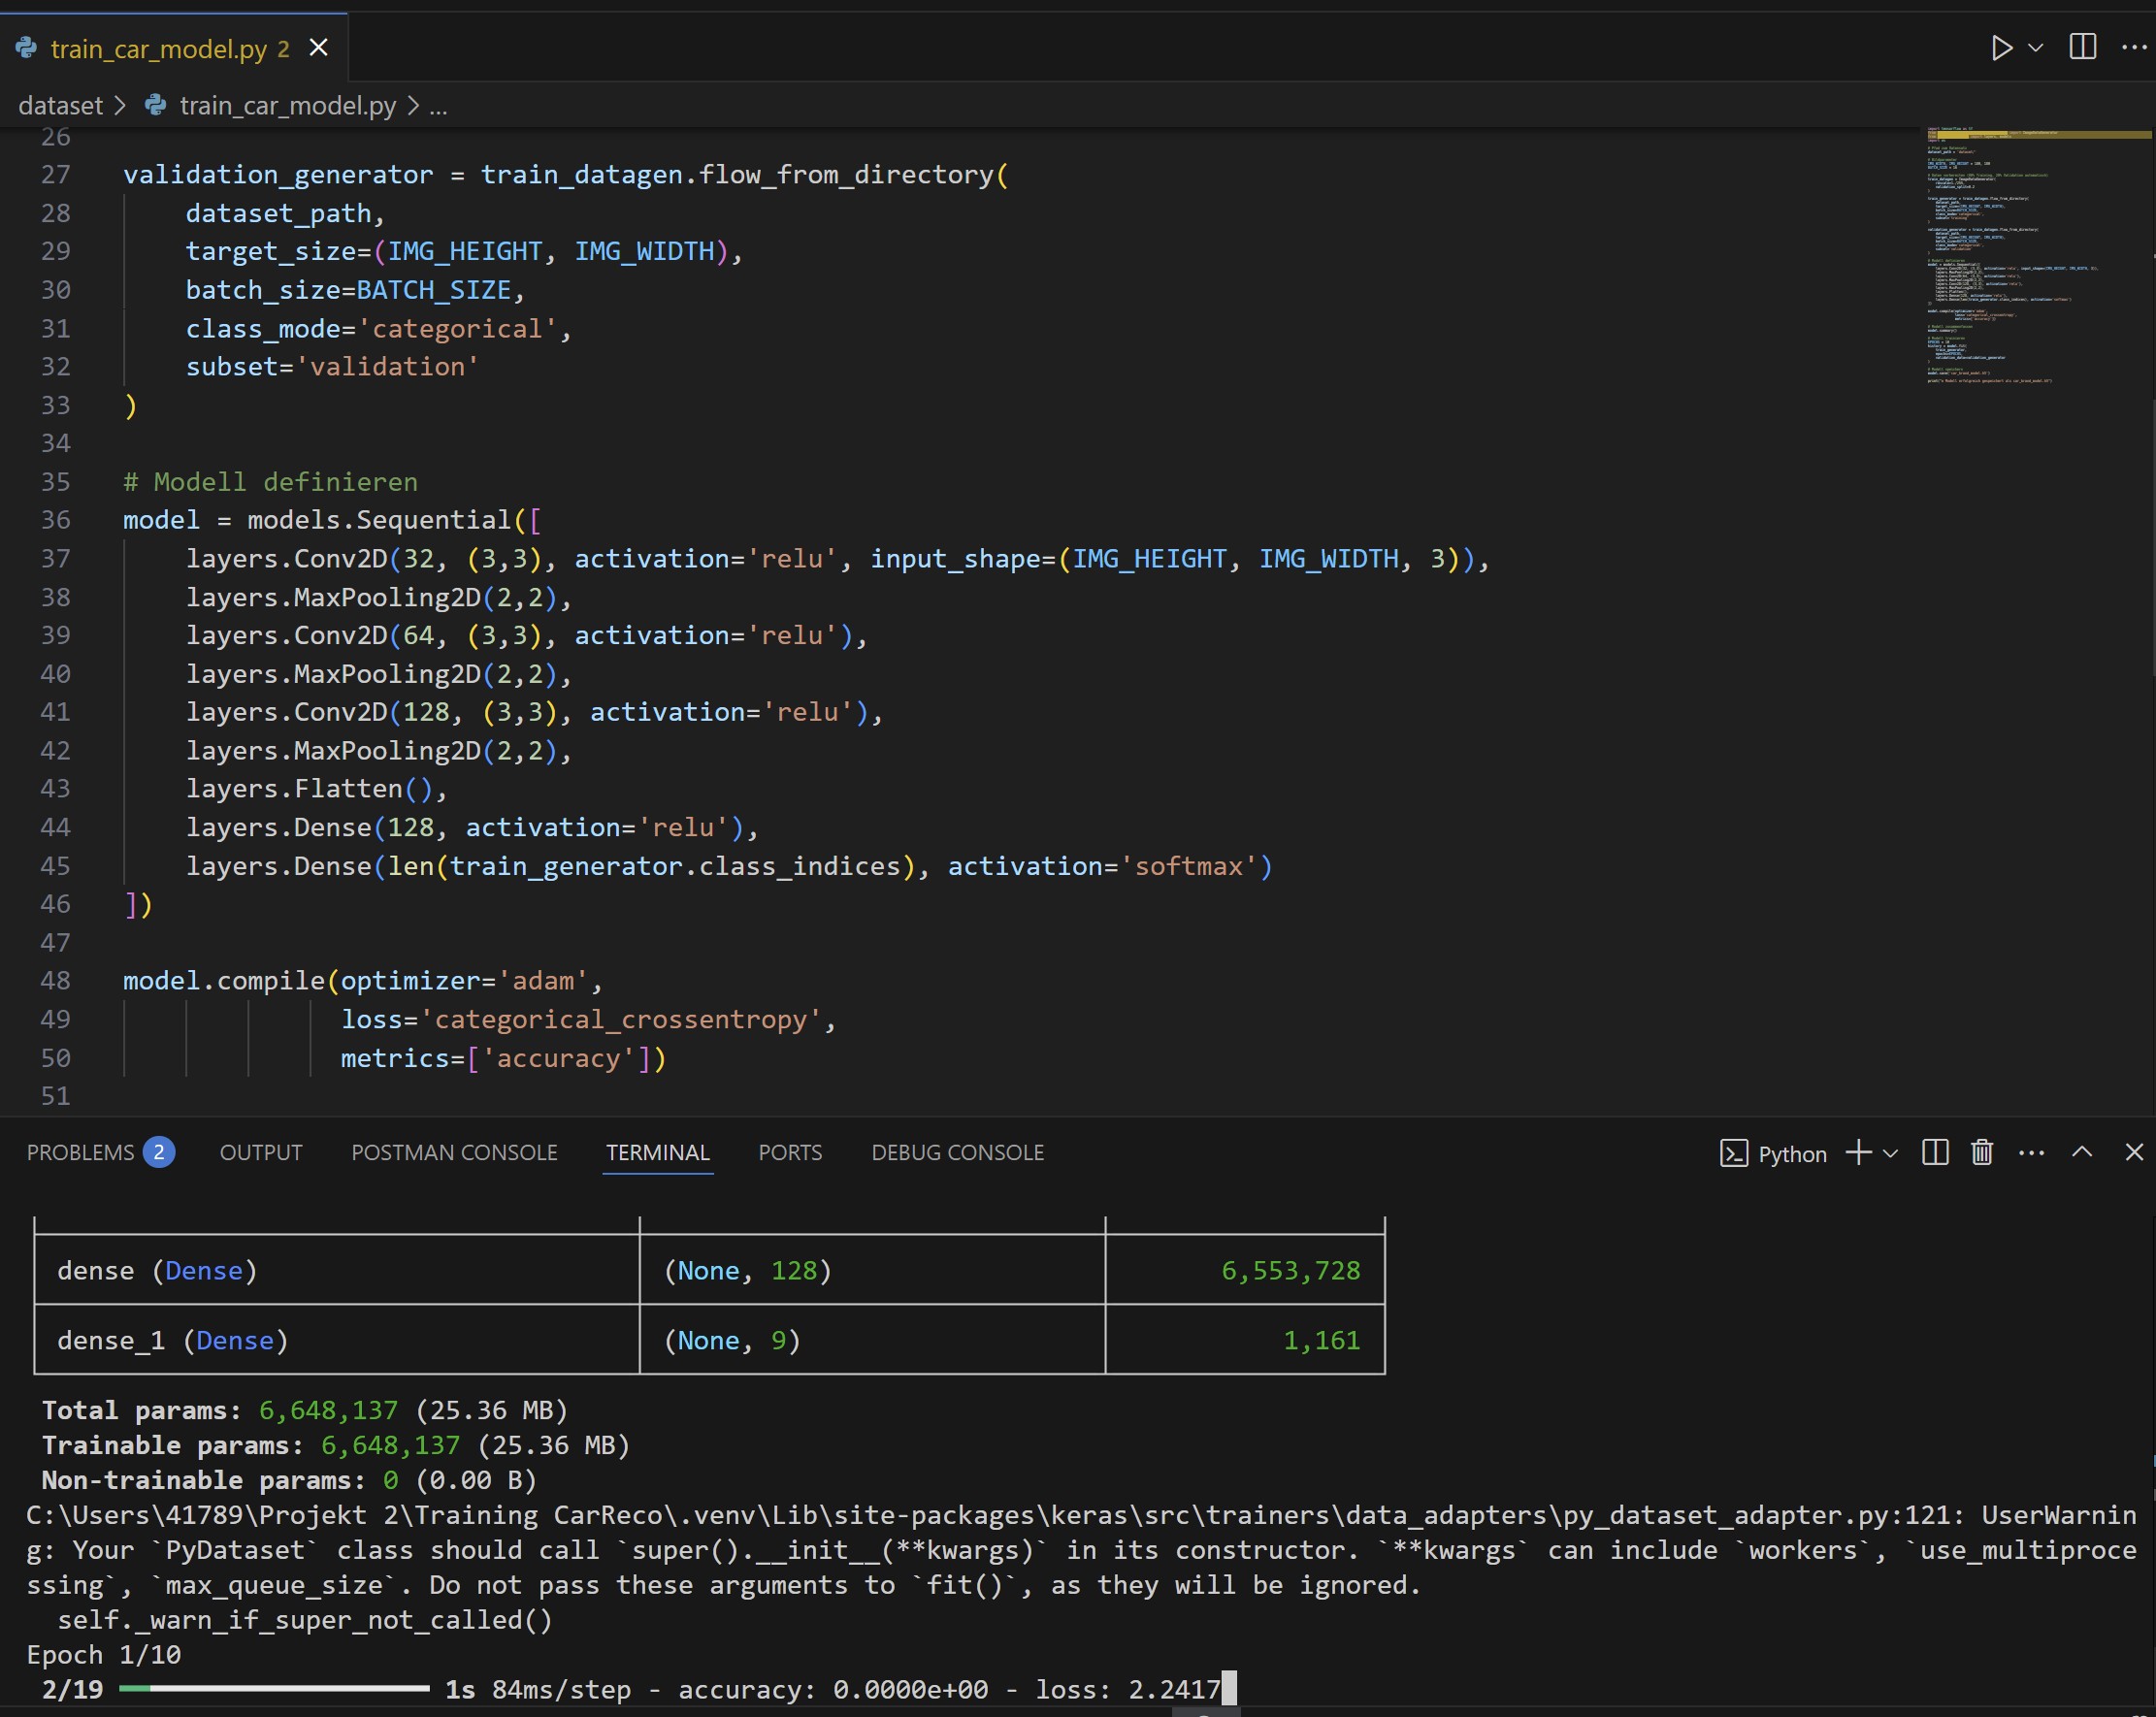 train_car_model.py 2
dataset > train_car_model.py > ...
26
27 validation_generator = train_datagen.flow_from_directory(
28     dataset_path,
29     target_size=(IMG_HEIGHT, IMG_WIDTH),
30     batch_size=BATCH_SIZE,
31     class_mode='categorical',
32     subset='validation'
33 )
34
35 # Modell definieren
36 model = models.Sequential([
37     layers.Conv2D(32, (3,3), activation='relu', input_shape=(IMG_HEIGHT, IMG_WIDTH, 3)),
38     layers.MaxPooling2D(2,2),
39     layers.Conv2D(64, (3,3), activation='relu'),
40     layers.MaxPooling2D(2,2),
41     layers.Conv2D(128, (3,3), activation='relu'),
42     layers.MaxPooling2D(2,2),
43     layers.Flatten(),
44     layers.Dense(128, activation='relu'),
45     layers.Dense(len(train_generator.class_indices), activation='softmax')
46 ])
47
48 model.compile(optimizer='adam',
49               loss='categorical_crossentropy',
50               metrics=['accuracy'])
51
PROBLEMS 2 OUTPUT POSTMAN CONSOLE TERMINAL PORTS DEBUG CONSOLE Python
dense (Dense) (None, 128) 6,553,728
dense_1 (Dense) (None, 9) 1,161
Total params: 6,648,137 (25.36 MB)
Trainable params: 6,648,137 (25.36 MB)
Non-trainable params: 0 (0.00 B)
C:\Users\41789\Projekt 2\Training CarReco\.venv\Lib\site-packages\keras\src\trainers\data_adapters\py_dataset_adapter.py:121: UserWarnin
g: Your `PyDataset` class should call `super().__init__(**kwargs)` in its constructor. `**kwargs` can include `workers`, `use_multiproce
ssing`, `max_queue_size`. Do not pass these arguments to `fit()`, as they will be ignored.
self._warn_if_super_not_called()
Epoch 1/10
2/19 1s 84ms/step - accuracy: 0.0000e+00 - loss: 2.2417